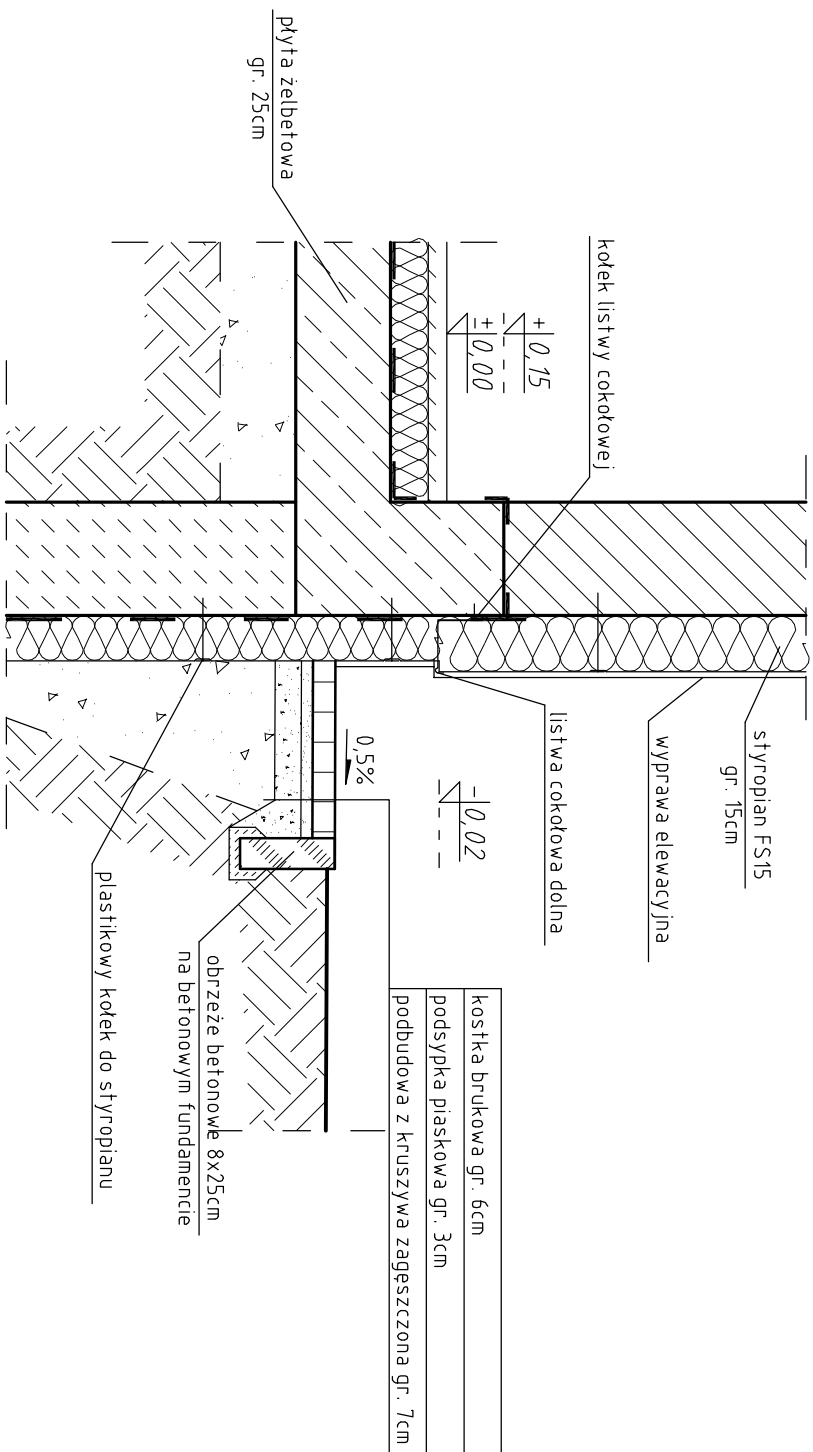 płyta żelbetowa
gr. 25cm
kołek listwy cokołowej
+ 0,15
± 0,00
styropian FS15
gr. 15cm
wyprawa elewacyjna
listwa cokołowa dolna
- 0,02
0,5%
kostka brukowa gr. 6cm
podsypka piaskowa gr. 3cm
podbudowa z kruszywa zagęszczona gr. 7cm
obrzeże betonowe 8x25cm
na betonowym fundamencie
plastikowy kołek do styropianu